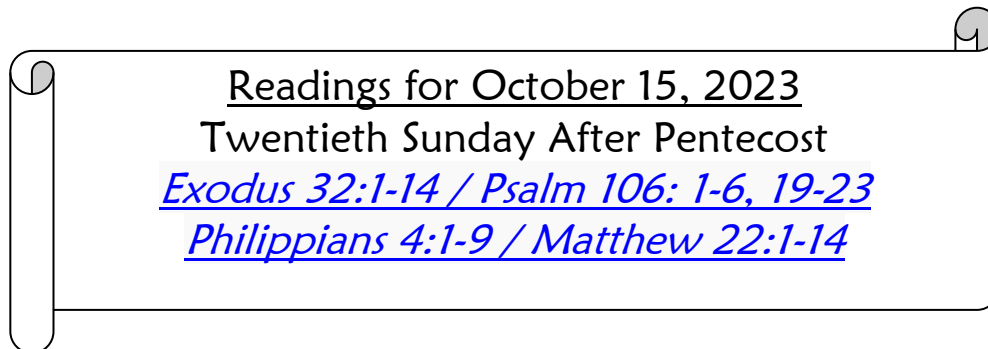 Readings for October 15, 2023
Twentieth Sunday After Pentecost
Exodus 32:1-14 / Psalm 106: 1-6, 19-23
Philippians 4:1-9 / Matthew 22:1-14